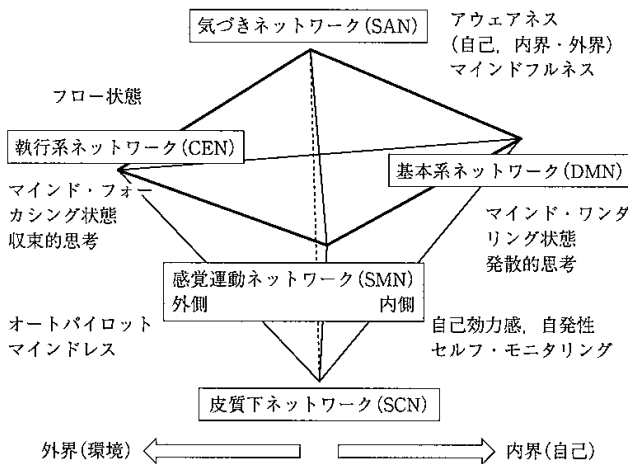 気づきネットワーク(SAN)
アウェアネス
(自己，内界・外界)
マインドフルネス
フロー状態
執行系ネットワーク(CEN)
基本系ネットワーク(DMN)
マインド・フォー
カシング状態
収束的思考
マインド・ワンダ
リング状態
発散的思考
感覚運動ネットワーク(SMN)
外側 内側
オートパイロット
マインドレス
自己効力感，自発性
セルフ・モニタリング
皮質下ネットワーク(SCN)
外界(環境) 内界(自己)